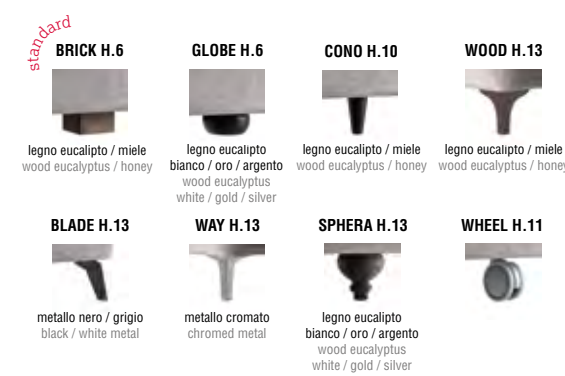 standard
BRICK H.6
legno eucalipto / miele
wood eucalyptus / honey
GLOBE H.6
legno eucalipto
bianco / oro / argento
wood eucalyptus
white / gold / silver
CONO H.10
legno eucalipto / miele
wood eucalyptus / honey
WOOD H.13
legno eucalipto / miele
wood eucalyptus / honey
BLADE H.13
metallo nero / grigio
black / white metal
WAY H.13
metallo cromato
chromed metal
SPHERA H.13
legno eucalipto
bianco / oro / argento
wood eucalyptus
white / gold / silver
WHEEL H.11